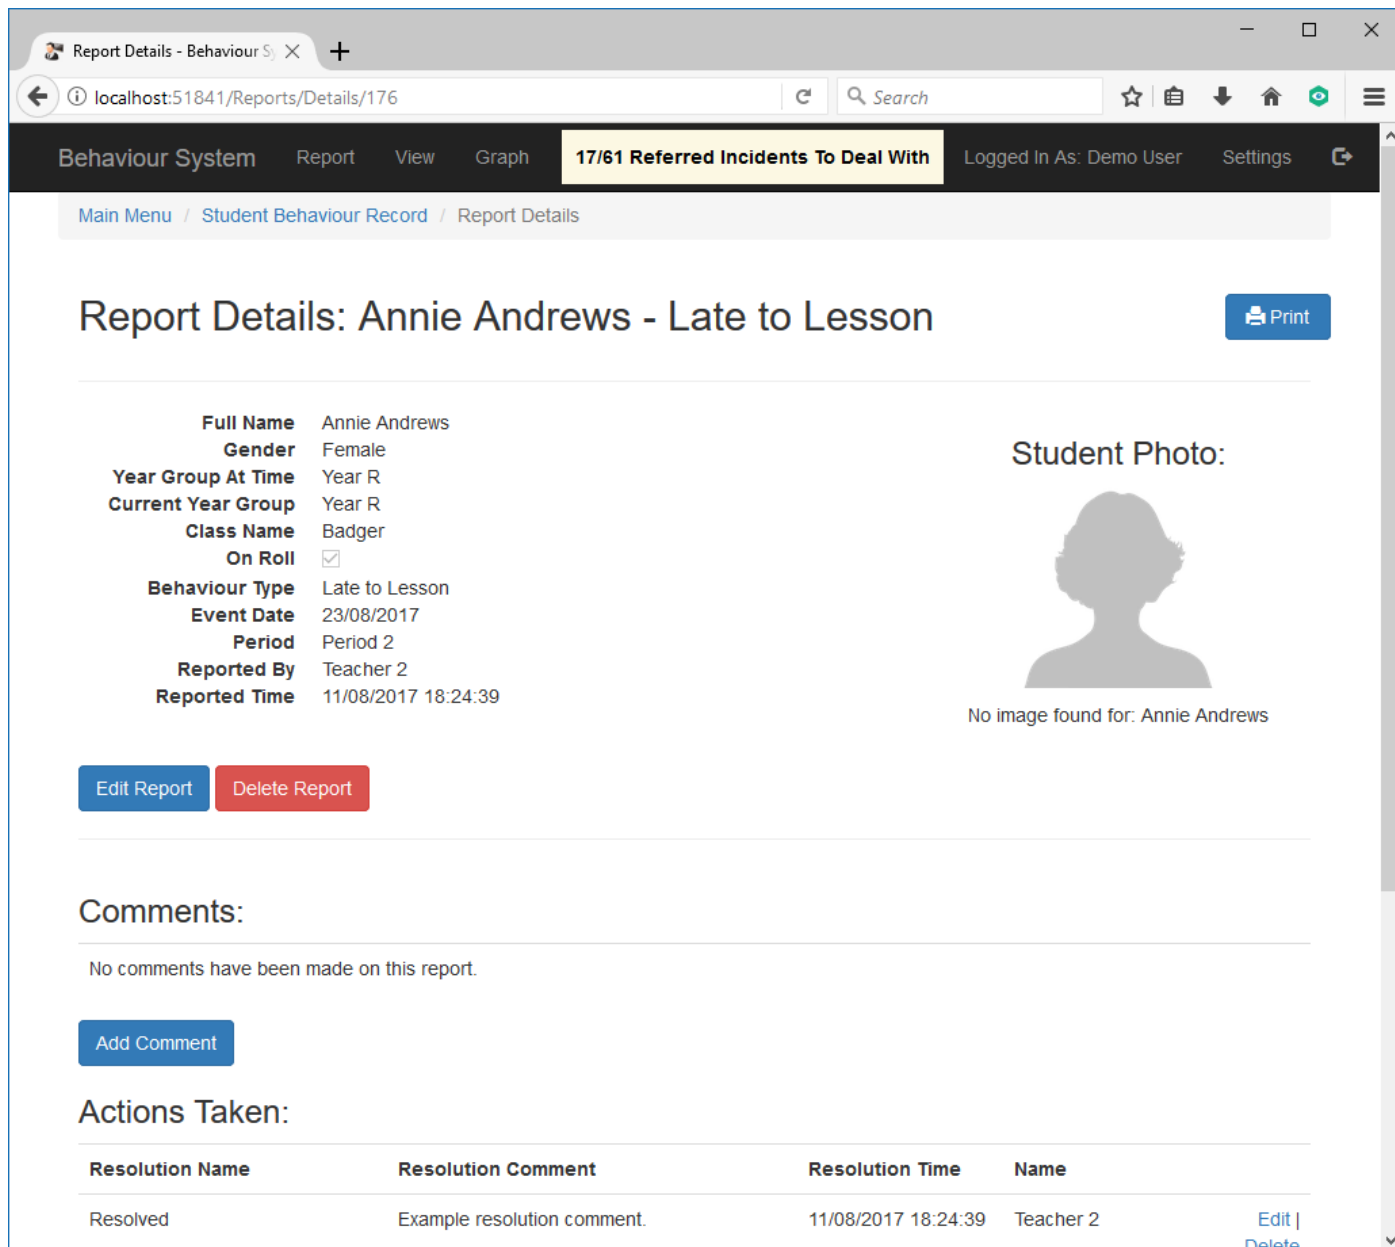 Report Details - Behaviour Sy
localhost:51841/Reports/Details/176 Search
Behaviour System Report View Graph 17/61 Referred Incidents To Deal With Logged In As: Demo User Settings
Main Menu / Student Behaviour Record / Report Details
Report Details: Annie Andrews - Late to Lesson
Print
Full Name Annie Andrews
Gender Female
Year Group At Time Year R
Current Year Group Year R
Class Name Badger
On Roll
Behaviour Type Late to Lesson
Event Date 23/08/2017
Period Period 2
Reported By Teacher 2
Reported Time 11/08/2017 18:24:39
Student Photo:
No image found for: Annie Andrews
Edit Report Delete Report
Comments:
No comments have been made on this report.
Add Comment
Actions Taken:
Resolution Name Resolution Comment Resolution Time Name
Resolved Example resolution comment. 11/08/2017 18:24:39 Teacher 2 Edit |
Delete